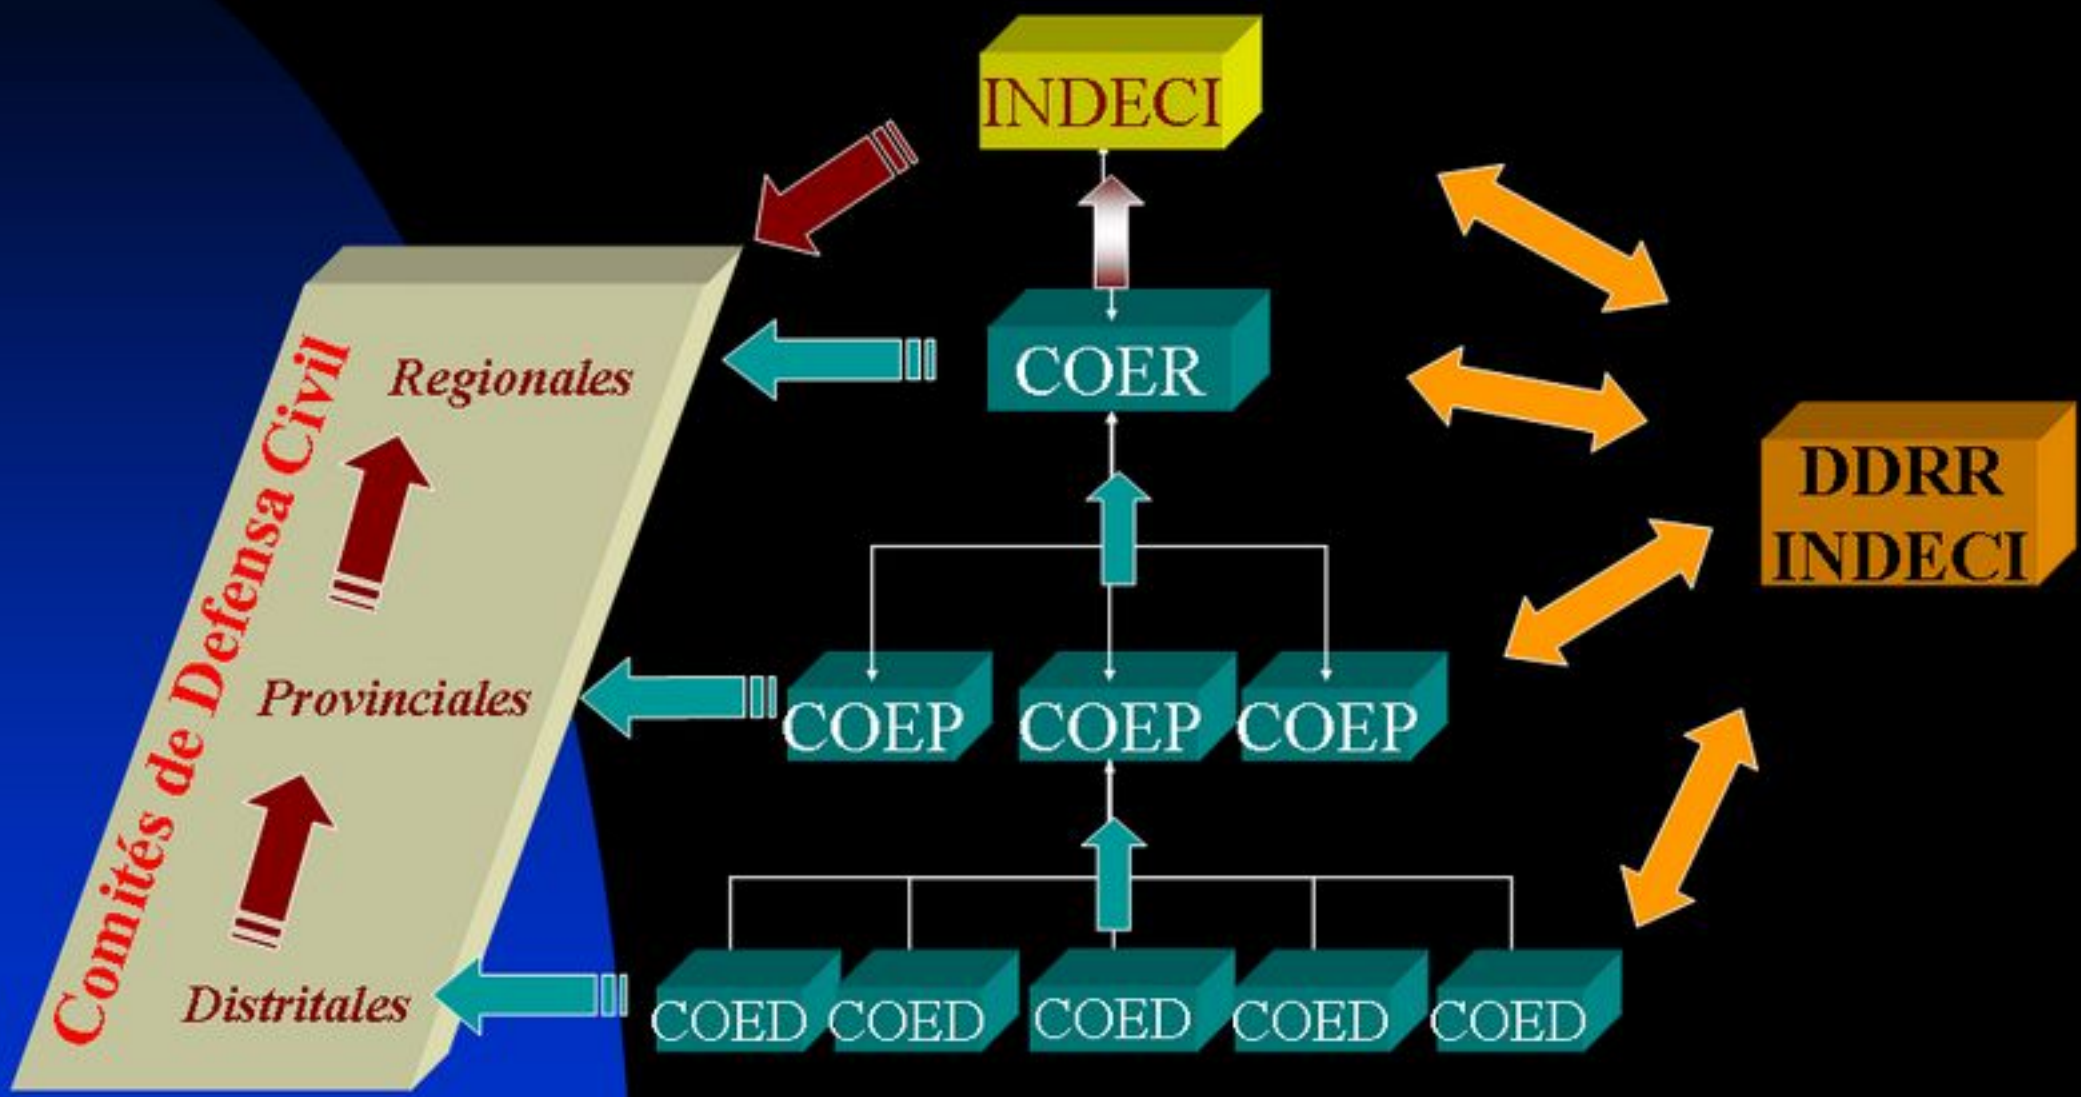 INDECI
Comités de Defensa Civil
Regionales
COER
DDRR
INDECI
Provinciales
COEP
COEP
COEP
Distritales
COED
COED
COED
COED
COED